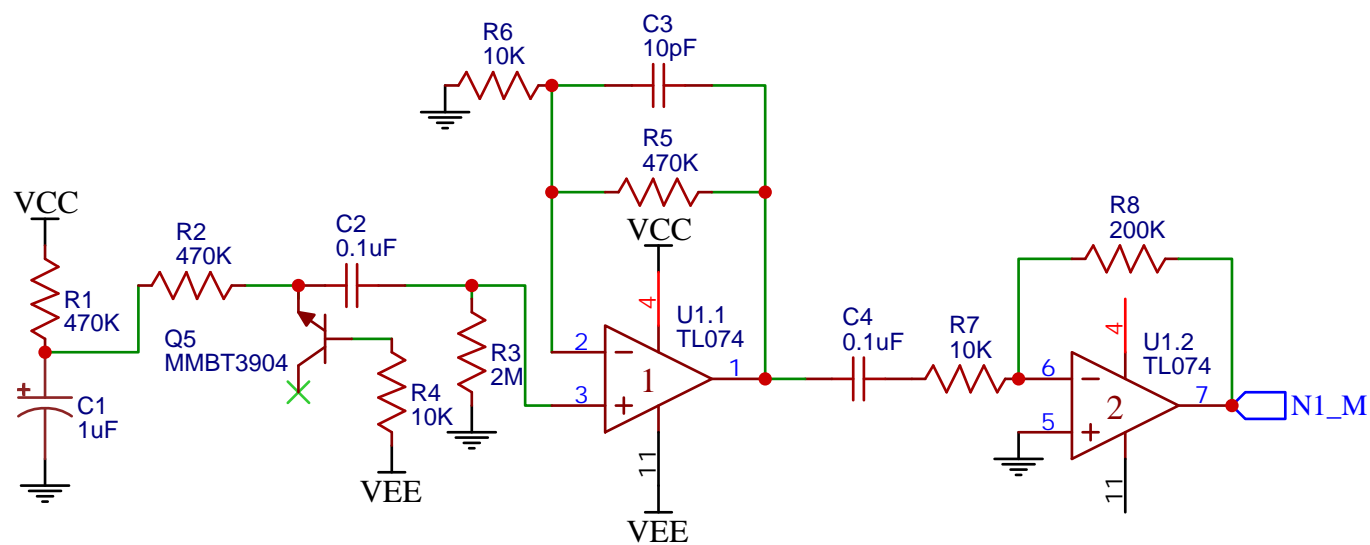 R6
10K
C3
10pF
R5
470K
VCC
R1
470K
C1
1uF
R2
470K
C2
0.1uF
Q5
MMBT3904
R4
10K
VEE
R3
2M
VCC
4
U1.1
TL074
2
3
1
1
11
VEE
C4
0.1uF
R7
10K
R8
200K
4
U1.2
TL074
6
5
2
7
11
N1_M